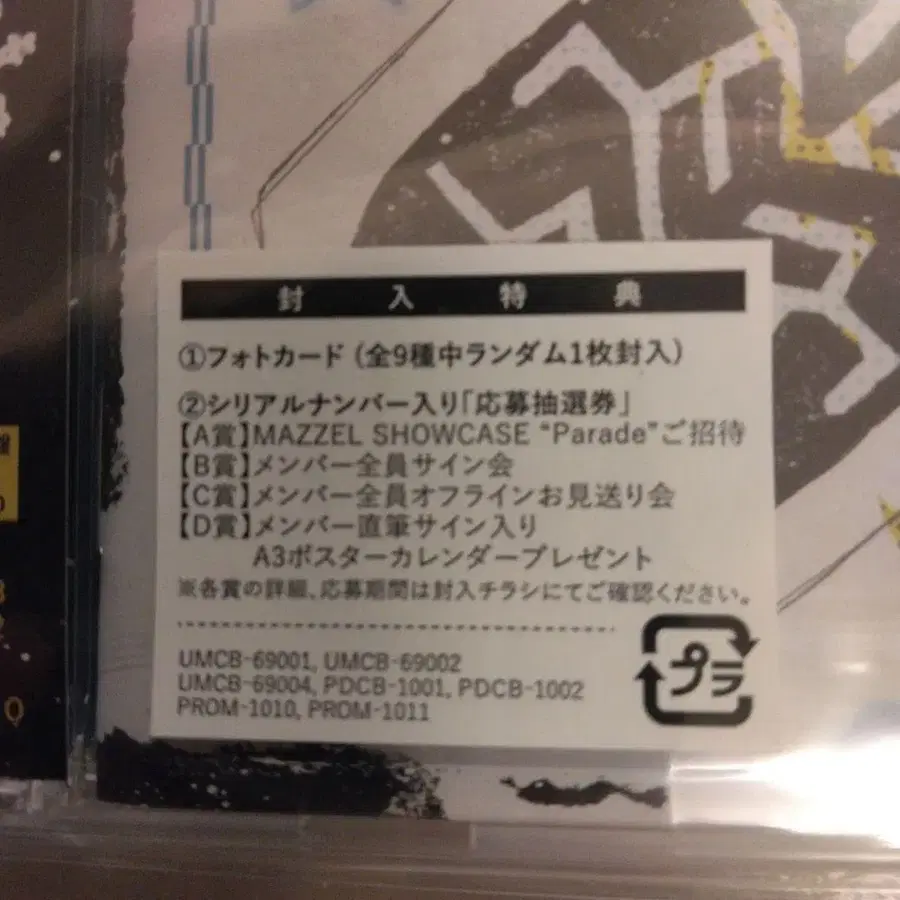 封入特典
①フォトカード（全9種中ランダム1枚封入）
②シリアルナンバー入り「応募抽選券」
【A賞】MAZZEL SHOWCASE “Parade”ご招待
【B賞】メンバー全員サイン会
【C賞】メンバー全員オフラインお見送り会
【D賞】メンバー直筆サイン入り
A3ポスターカレンダープレゼント
※各賞の詳細、応募期間は封入チラシにてご確認ください。
UMCB-69001, UMCB-69002
UMCB-69004, PDCB-1001, PDCB-1002
PROM-1010, PROM-1011
プラ